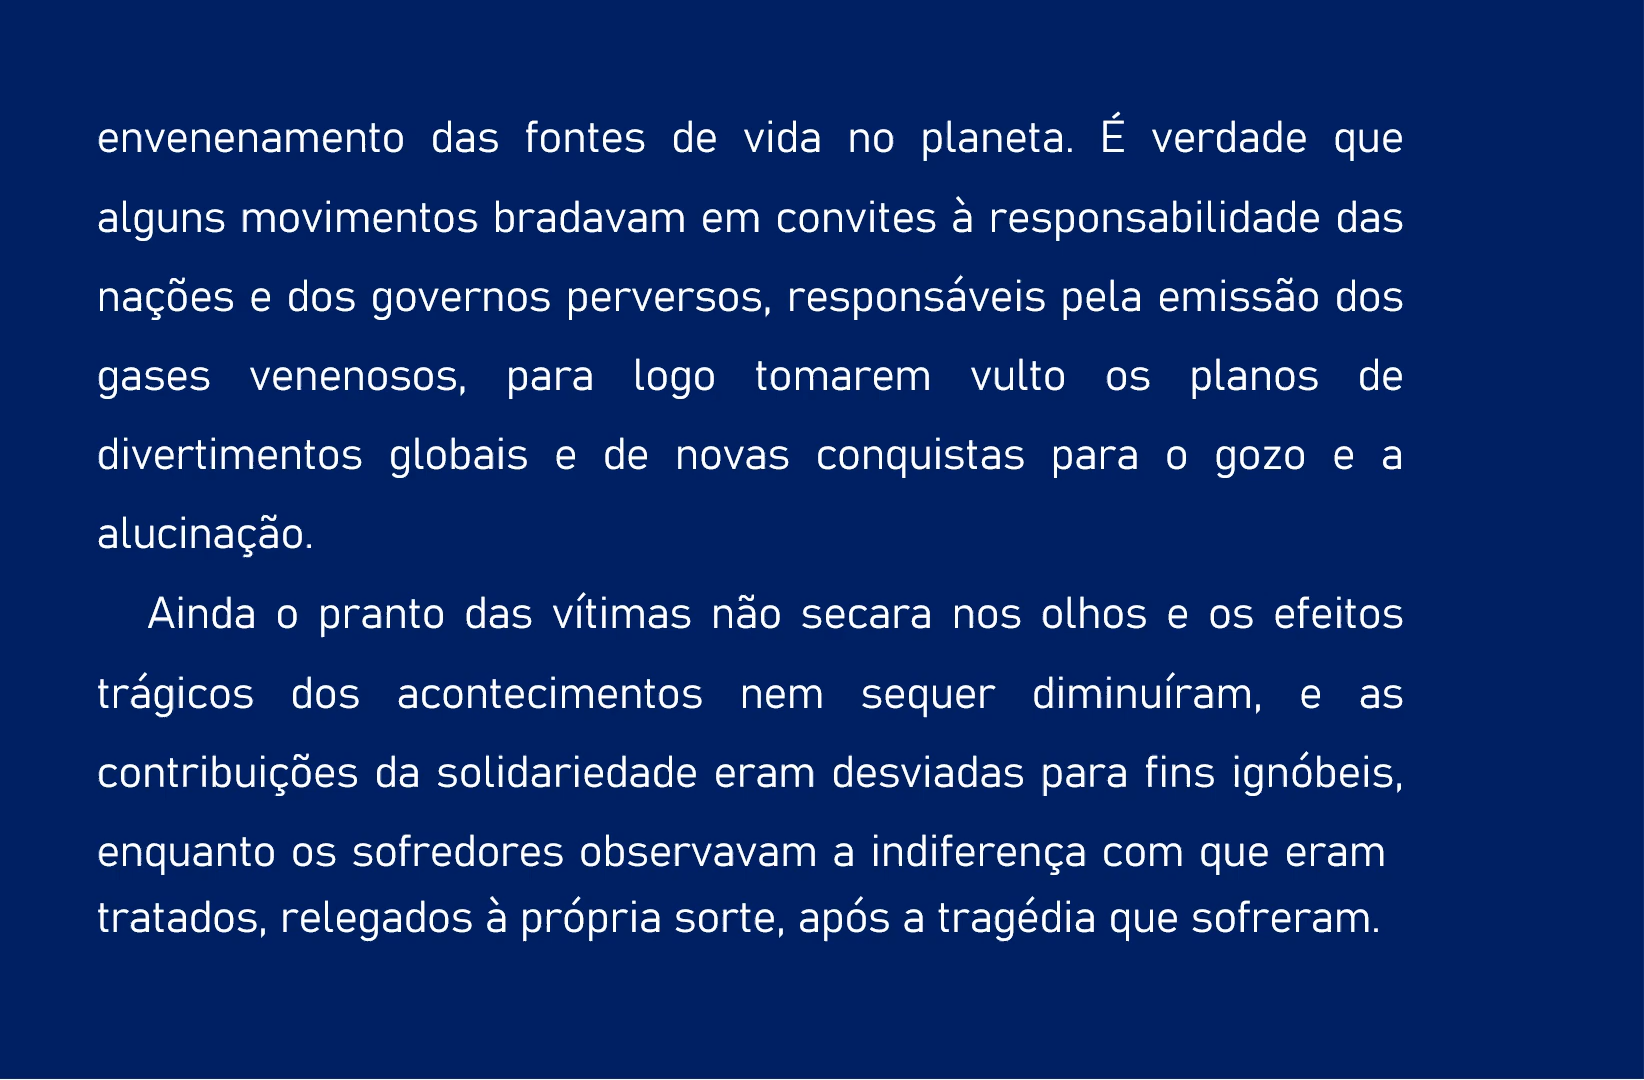 envenenamento das fontes de vida no planeta. É verdade que
alguns movimentos bradavam em convites à responsabilidade das
nações e dos governos perversos, responsáveis pela emissão dos
gases venenosos, para logo tomarem vulto os planos de
divertimentos globais e de novas conquistas para o gozo e a
alucinação.
Ainda o pranto das vítimas não secara nos olhos e os efeitos
trágicos dos acontecimentos nem sequer diminuíram, e as
contribuições da solidariedade eram desviadas para fins ignóbeis,
enquanto os sofredores observavam a indiferença com que eram
tratados, relegados à própria sorte, após a tragédia que sofreram.